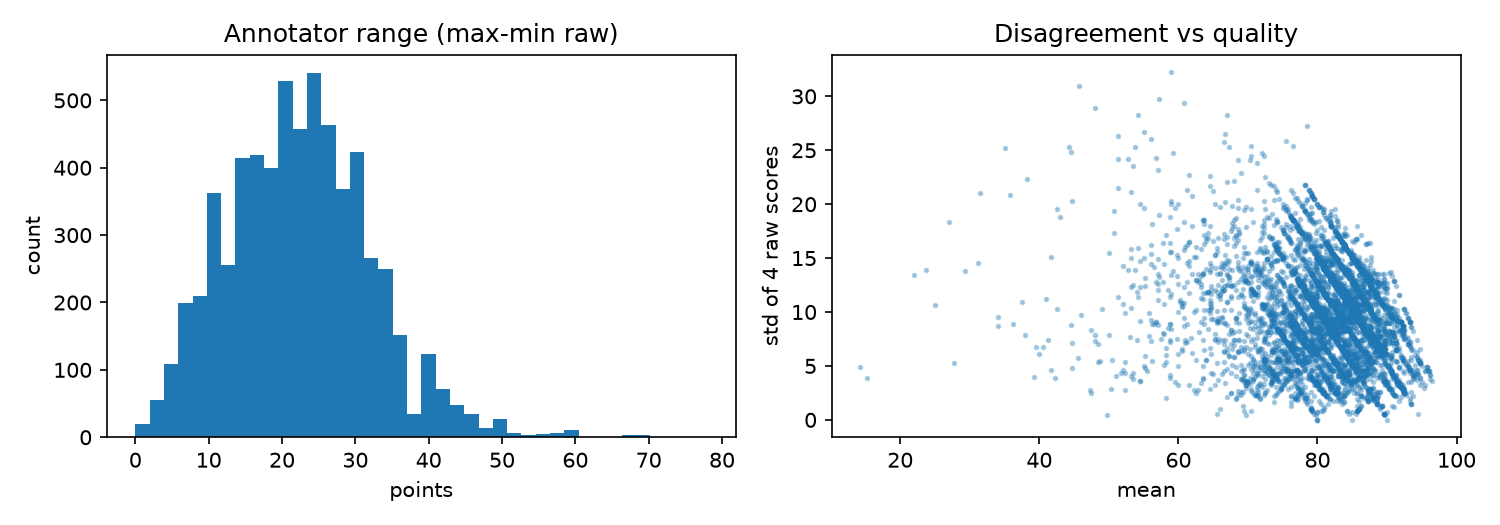 Annotator range (max-min raw)
500
400
300
200
100
0
count
0 10 20 30 40 50 60 70 80
points
Disagreement vs quality
30
25
20
15
10
5
0
std of 4 raw scores
20 40 60 80 100
mean